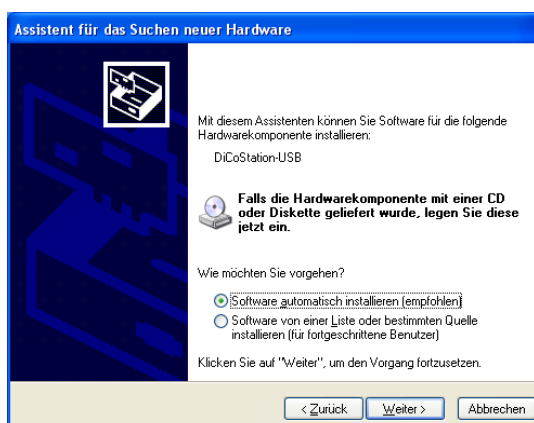 Assistent für das Suchen neuer Hardware
Mit diesem Assistenten können Sie Software für die folgende
Hardwarekomponente installieren:
DiCoStation-USB
Falls die Hardwarekomponente mit einer CD
oder Diskette geliefert wurde, legen Sie diese
jetzt ein.
Wie möchten Sie vorgehen?
Software automatisch installieren (empfohlen)
Software von einer Liste oder bestimmten Quelle
installieren (für fortgeschrittene Benutzer)
Klicken Sie auf "Weiter", um den Vorgang fortzusetzen.
< Zurück Weiter > Abbrechen